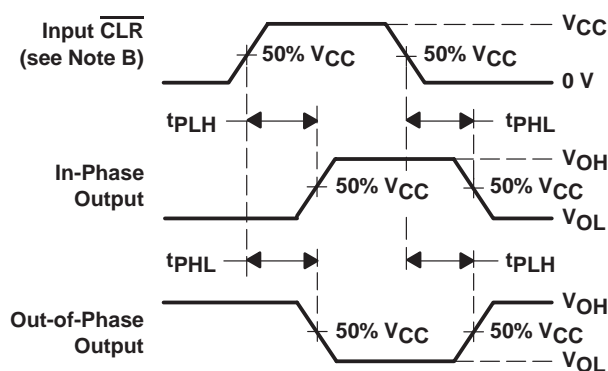 Input CLR
(see Note B)
50% VCC
50% VCC
VCC
0 V
tPLH
tPHL
In-Phase
Output
50% VCC
50% VCC
VOH
VOL
tPHL
tPLH
Out-of-Phase
Output
50% VCC
50% VCC
VOH
VOL